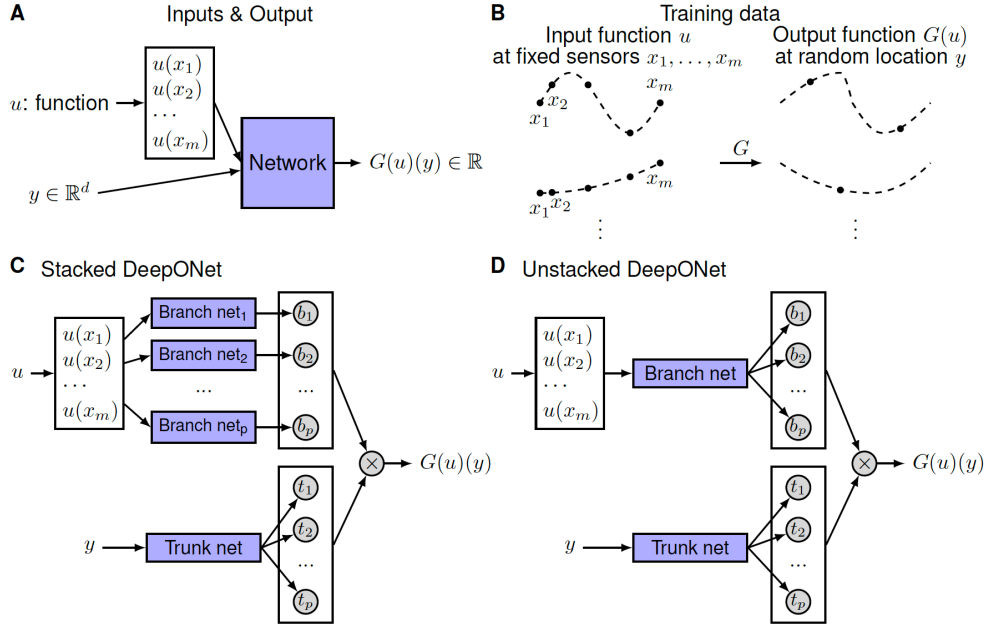 A Inputs & Output
u: function
u(x₁)
u(x₂)
...
u(xₘ)
y ∈ ℝᵈ
Network
G(u)(y) ∈ ℝ
B Training data
Input function u
at fixed sensors x₁, . . . , xₘ
Output function G(u)
at random location y
x₁
x₂
xₘ
G
x₁
x₂
xₘ
⋮
⋮
C Stacked DeepONet
u
u(x₁)
u(x₂)
...
u(xₘ)
Branch net₁
Branch net₂
...
Branch netₚ
b₁
b₂
...
bₚ
×
G(u)(y)
y
Trunk net
t₁
t₂
...
tₚ
D Unstacked DeepONet
u
u(x₁)
u(x₂)
...
u(xₘ)
Branch net
b₁
b₂
...
bₚ
×
G(u)(y)
y
Trunk net
t₁
t₂
...
tₚ